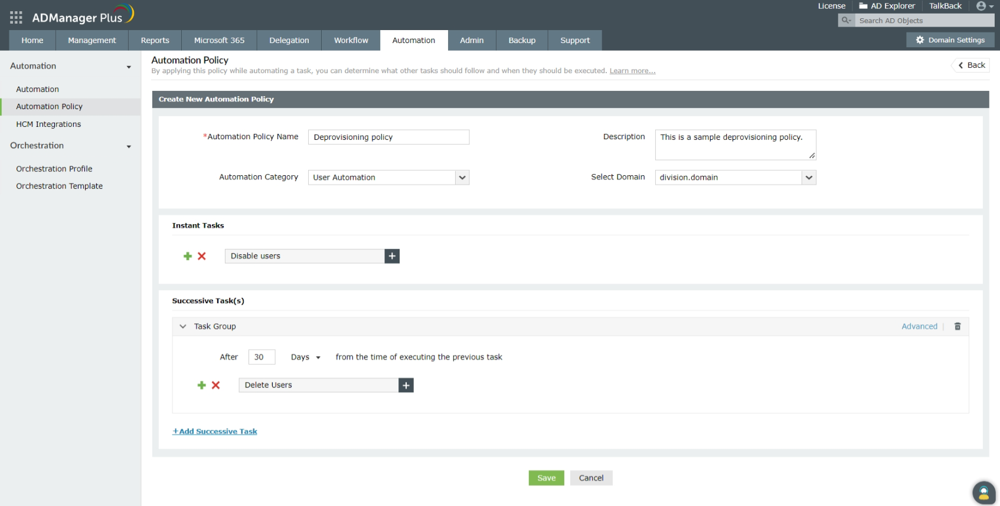 License
AD Explorer
TalkBack
ADManager Plus
Search AD Objects
Home
Management
Reports
Microsoft 365
Delegation
Workflow
Automation
Admin
Backup
Support
Domain Settings
Automation
Automation
Automation Policy
HCM Integrations
Orchestration
Orchestration Profile
Orchestration Template
Automation Policy
By applying this policy while automating a task, you can determine what other tasks should follow and when they should be executed. Learn more...
Back
Create New Automation Policy
*Automation Policy Name
Deprovisioning policy
Description
This is a sample deprovisioning policy.
Automation Category
User Automation
Select Domain
division.domain
Instant Tasks
Disable users
Successive Task(s)
Task Group
Advanced
After 30 Days from the time of executing the previous task
Delete Users
+Add Successive Task
Save
Cancel